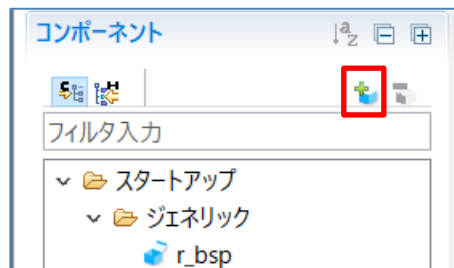 コンポーネント
フィルタ入力
スタートアップ
ジェネリック
r_bsp